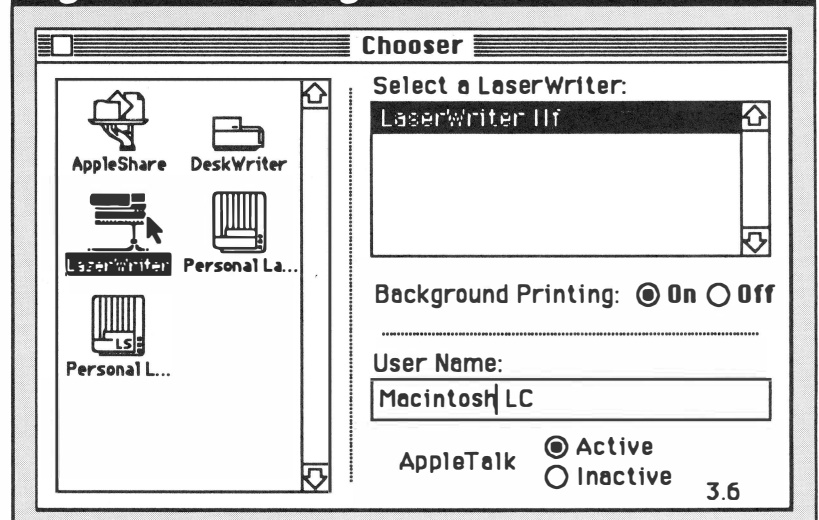 Chooser
AppleShare
DeskWriter
LaserWriter
Personal La...
LS
Personal L...
Select a LaserWriter:
LaserWriter IIf
Background Printing: On Off
User Name:
Macintosh LC
AppleTalk
Active
Inactive
3.6